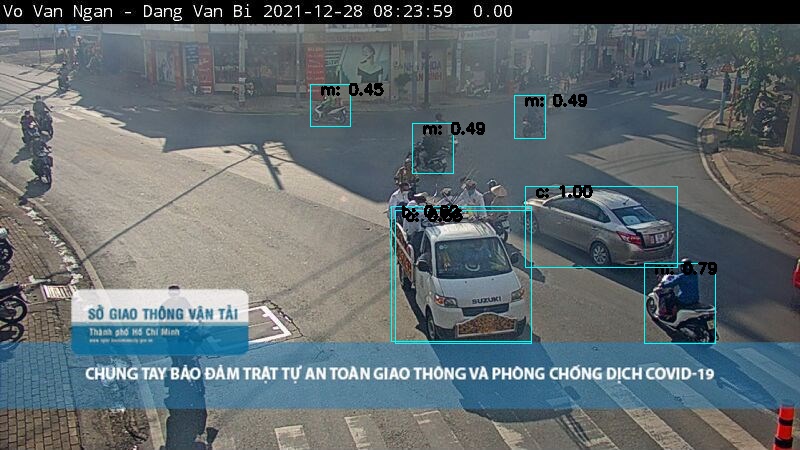 Vo Van Ngan - Dang Van Bi 2021-12-28 08:23:59 0.00
m: 0.45
m: 0.49
m: 0.49
c: 1.00
m: 0.79
SUZUKI
SỞ GIAO THÔNG VẬN TẢI
Thành phố Hồ Chí Minh
CHUNG TAY BẢO ĐẢM TRẬT TỰ AN TOÀN GIAO THÔNG VÀ PHÒNG CHỐNG DỊCH COVID-19